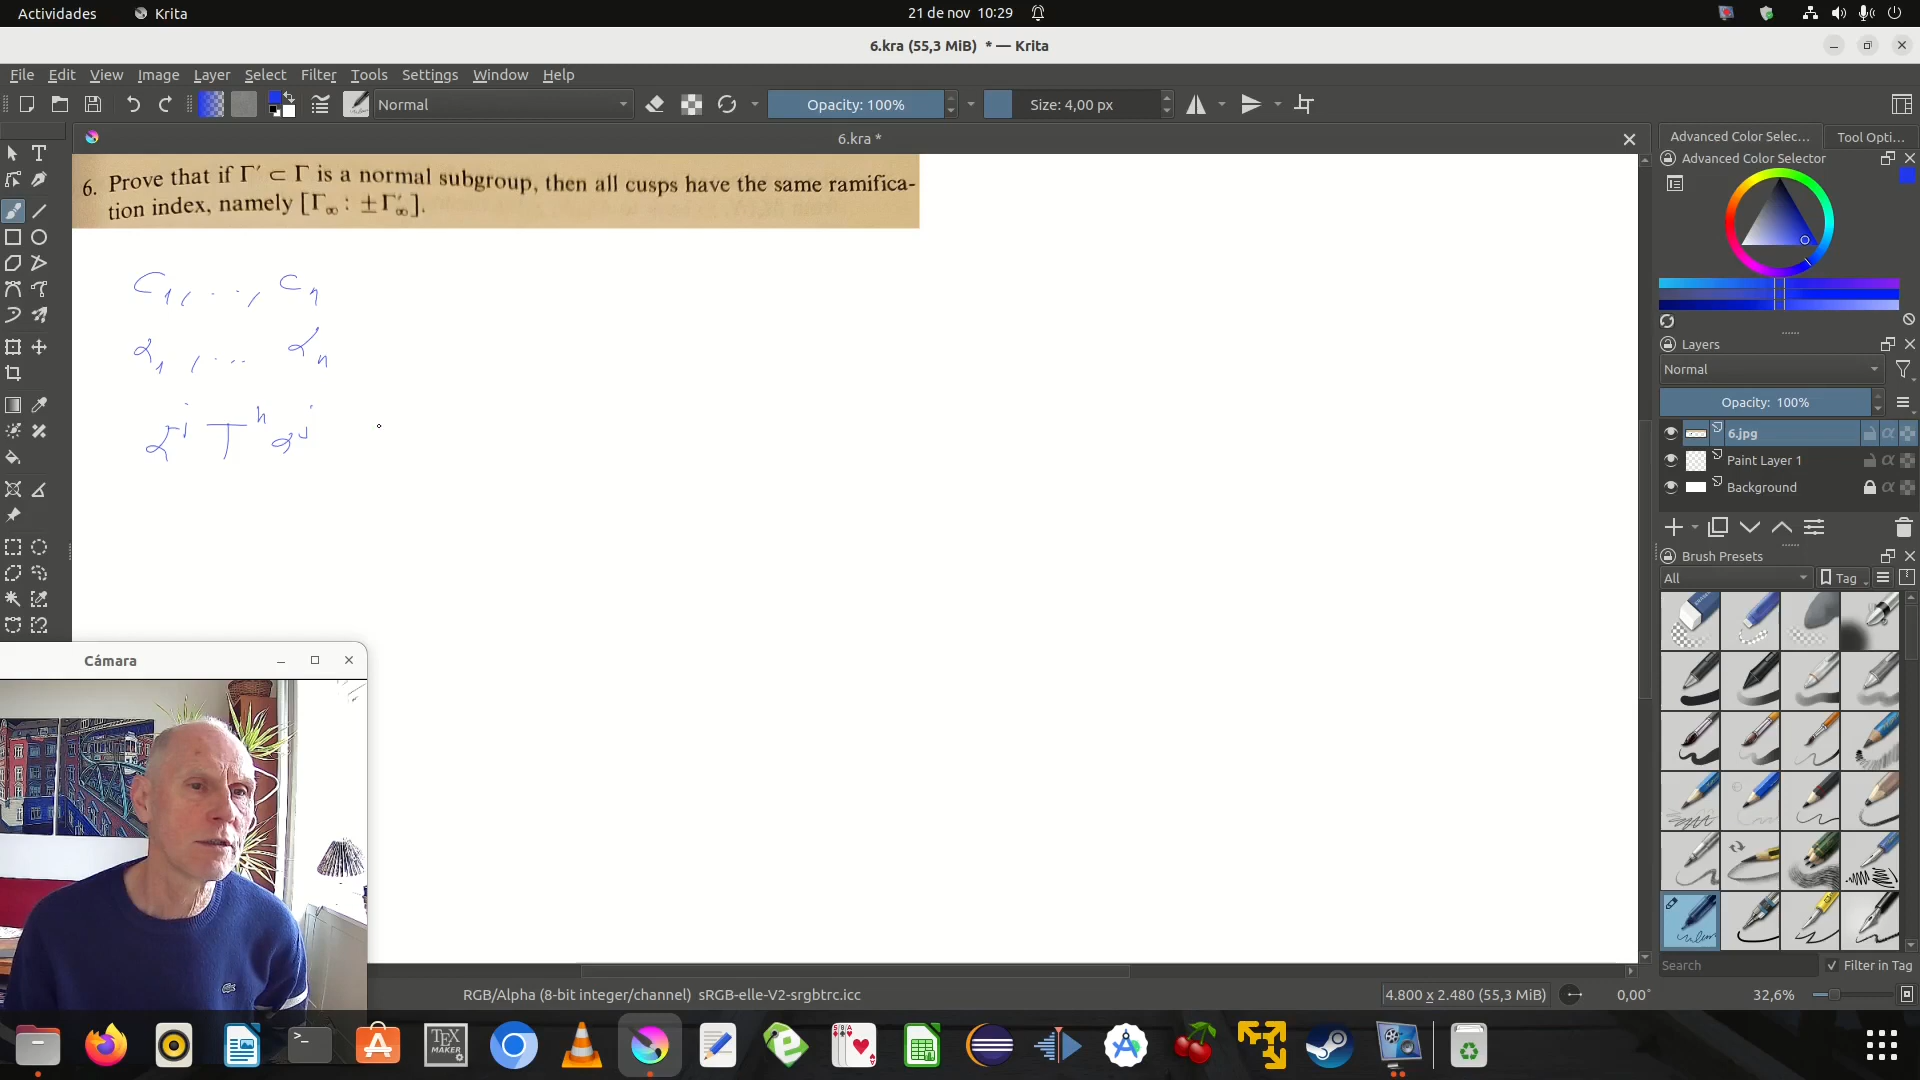 Actividades Krita 21 de nov 10:29
6.kra (55,3 MiB) * — Krita
File Edit View Image Layer Select Filter Tools Settings Window Help
Normal Opacity: 100% Size: 4,00 px
6.kra *
Advanced Color Selec... Tool Opti...
Advanced Color Selector
6. Prove that if Γ′ ⊂ Γ is a normal subgroup, then all cusps have the same ramifica-
tion index, namely [Γ∞ : ±Γ′∞].
C1, ..., Cn
α1, ... αn
α^j T^h α^j
Layers
Normal
Opacity: 100%
6.jpg
Paint Layer 1
Background
Brush Presets
All Tag
Search Filter in Tag
Cámara
RGB/Alpha (8-bit integer/channel) sRGB-elle-V2-srgbtrc.icc 4.800 x 2.480 (55,3 MiB) 0,00° 32,6%
TEX
MAKER